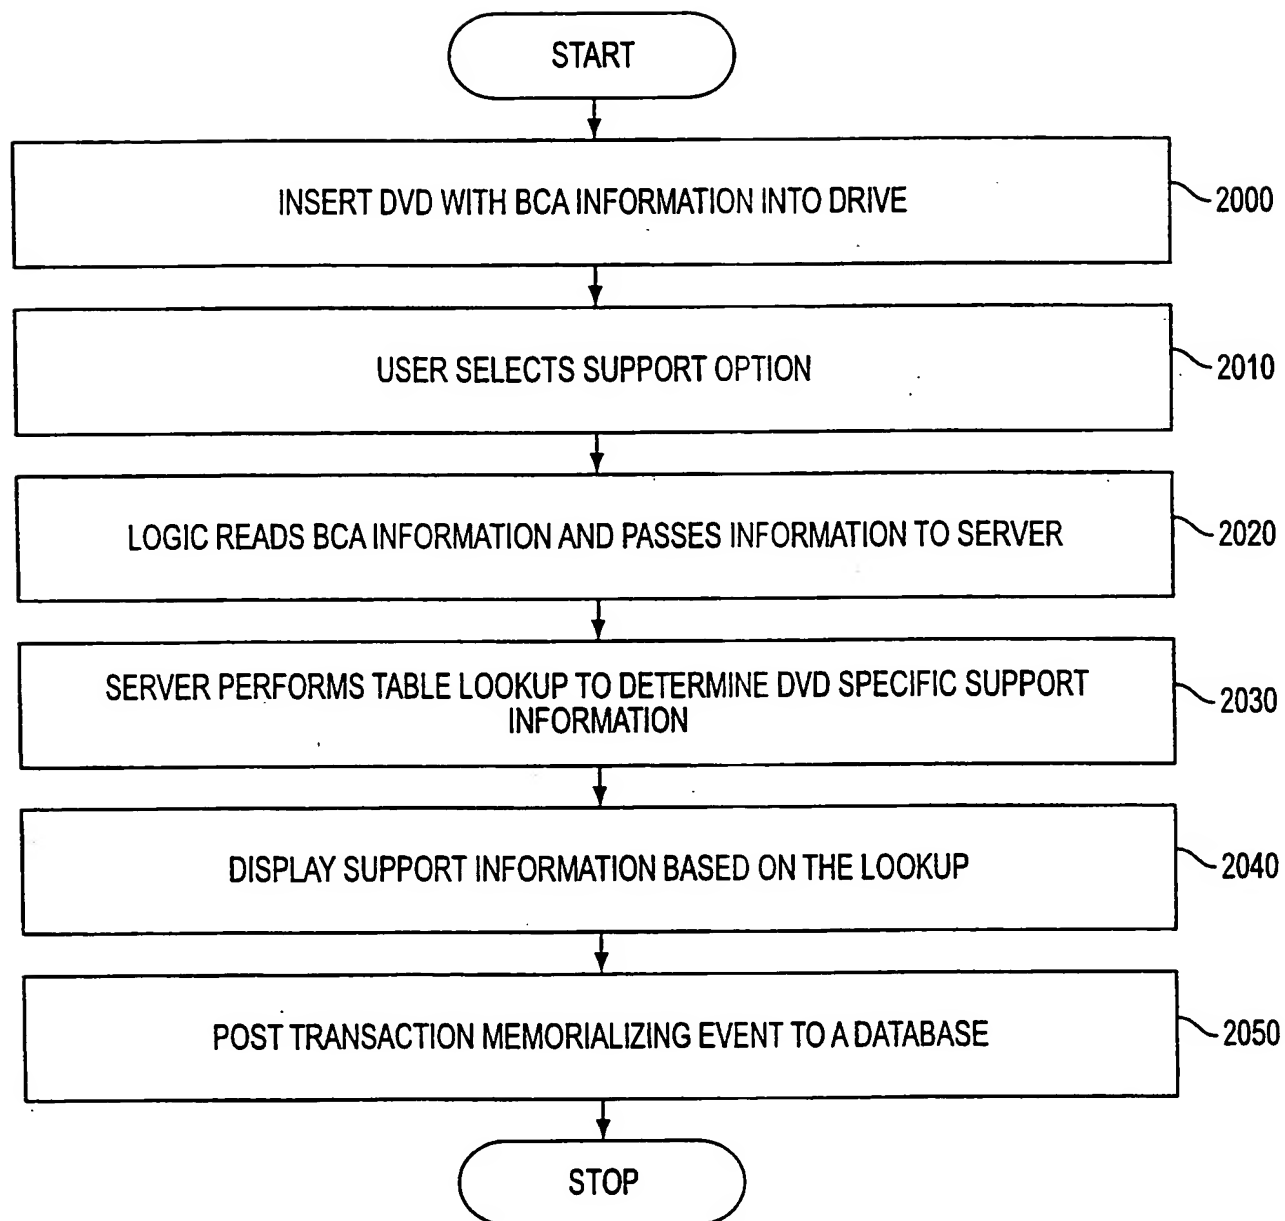 START
INSERT DVD WITH BCA INFORMATION INTO DRIVE
2000
USER SELECTS SUPPORT OPTION
2010
LOGIC READS BCA INFORMATION AND PASSES INFORMATION TO SERVER
2020
SERVER PERFORMS TABLE LOOKUP TO DETERMINE DVD SPECIFIC SUPPORT
INFORMATION
2030
DISPLAY SUPPORT INFORMATION BASED ON THE LOOKUP
2040
POST TRANSACTION MEMORIALIZING EVENT TO A DATABASE
2050
STOP